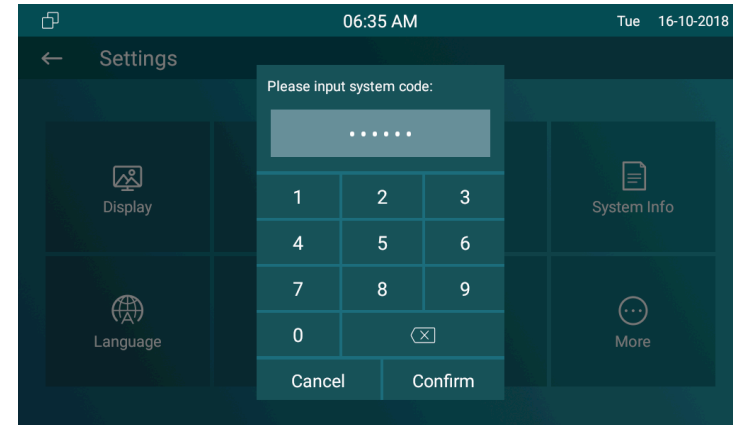 06:35 AM
Tue 16-10-2018
Settings
Please input system code:
••••••
1 2 3
4 5 6
7 8 9
0
Cancel Confirm
Display
System Info
Language
More